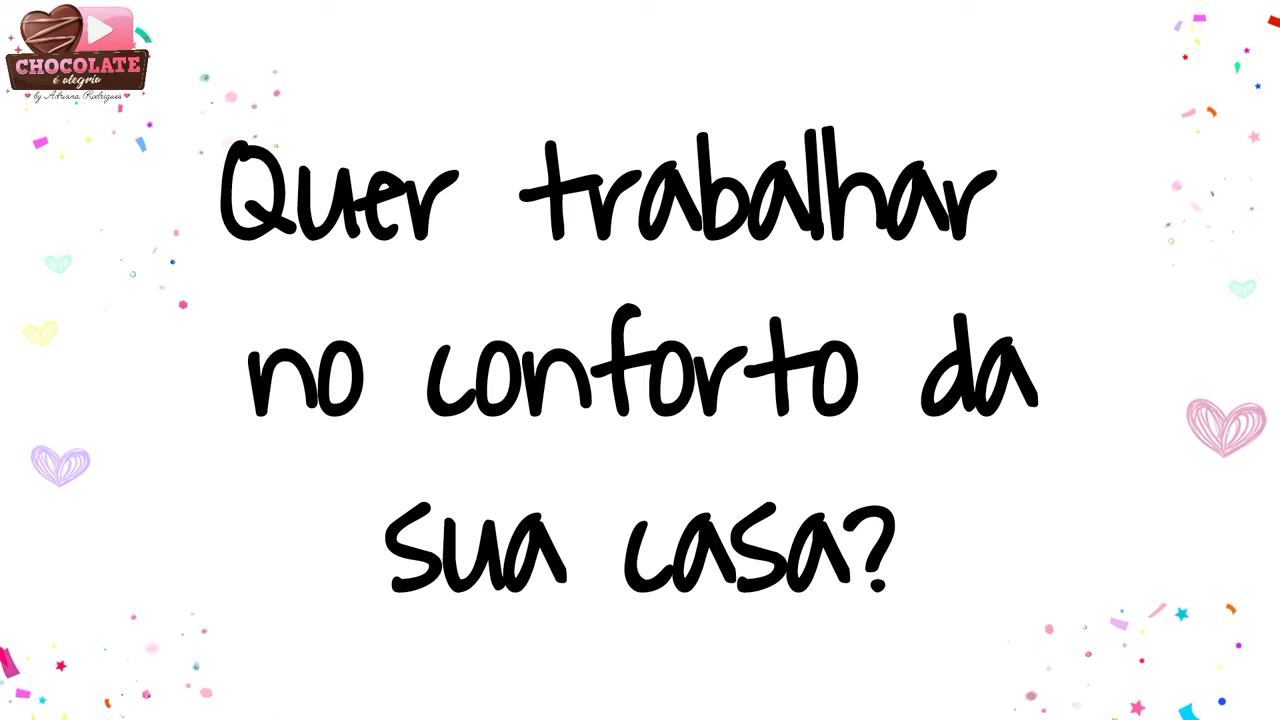 CHOCOLATE
é alegria
by Adriana Rodrigues
Quer trabalhar
no conforto da
sua casa?